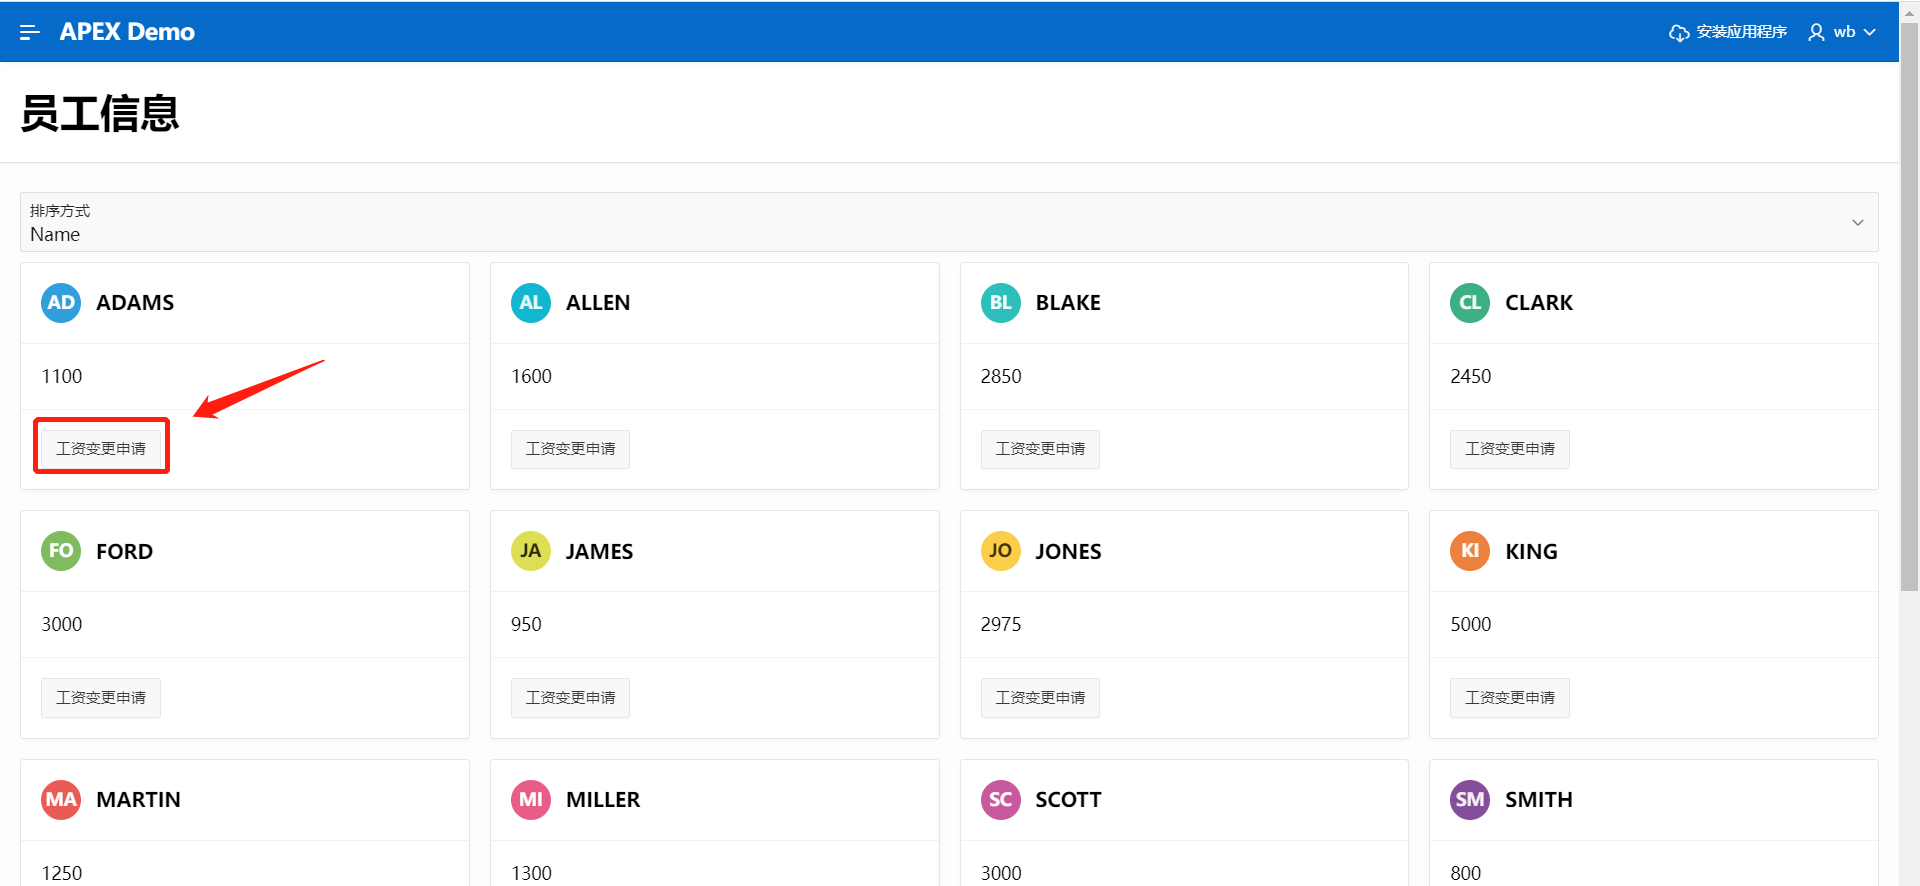 APEX Demo
安装应用程序
wb
员工信息
排序方式
Name
AD ADAMS
1100
工资变更申请
AL ALLEN
1600
工资变更申请
BL BLAKE
2850
工资变更申请
CL CLARK
2450
工资变更申请
FO FORD
3000
工资变更申请
JA JAMES
950
工资变更申请
JO JONES
2975
工资变更申请
KI KING
5000
工资变更申请
MA MARTIN
1250
MI MILLER
1300
SC SCOTT
3000
SM SMITH
800